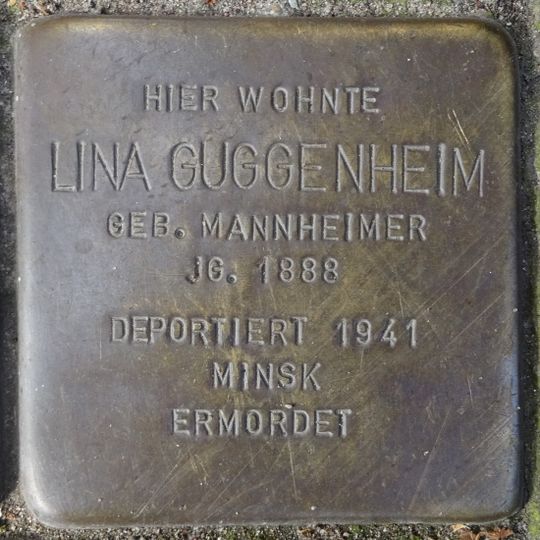 HIER WOHNTE
LINA GUGGENHEIM
GEB. MANNHEIMER
JG. 1888
DEPORTIERT 1941
MINSK
ERMORDET